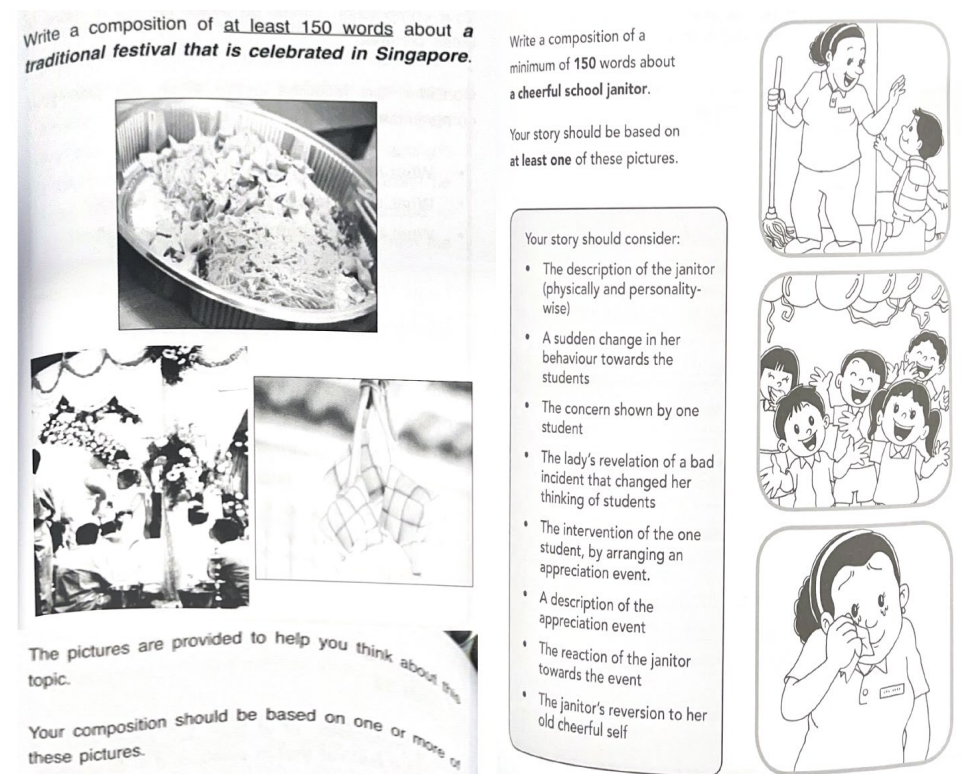 Write a composition of at least 150 words about a
traditional festival that is celebrated in Singapore.
The pictures are provided to help you think about this
topic.
Your composition should be based on one or more of
these pictures.
Write a composition of a
minimum of 150 words about
a cheerful school janitor.
Your story should be based on
at least one of these pictures.
Your story should consider:
• The description of the janitor
(physically and personality-
wise)
• A sudden change in her
behaviour towards the
students
• The concern shown by one
student
• The lady's revelation of a bad
incident that changed her
thinking of students
• The intervention of the one
student, by arranging an
appreciation event.
• A description of the
appreciation event
• The reaction of the janitor
towards the event
• The janitor's reversion to her
old cheerful self